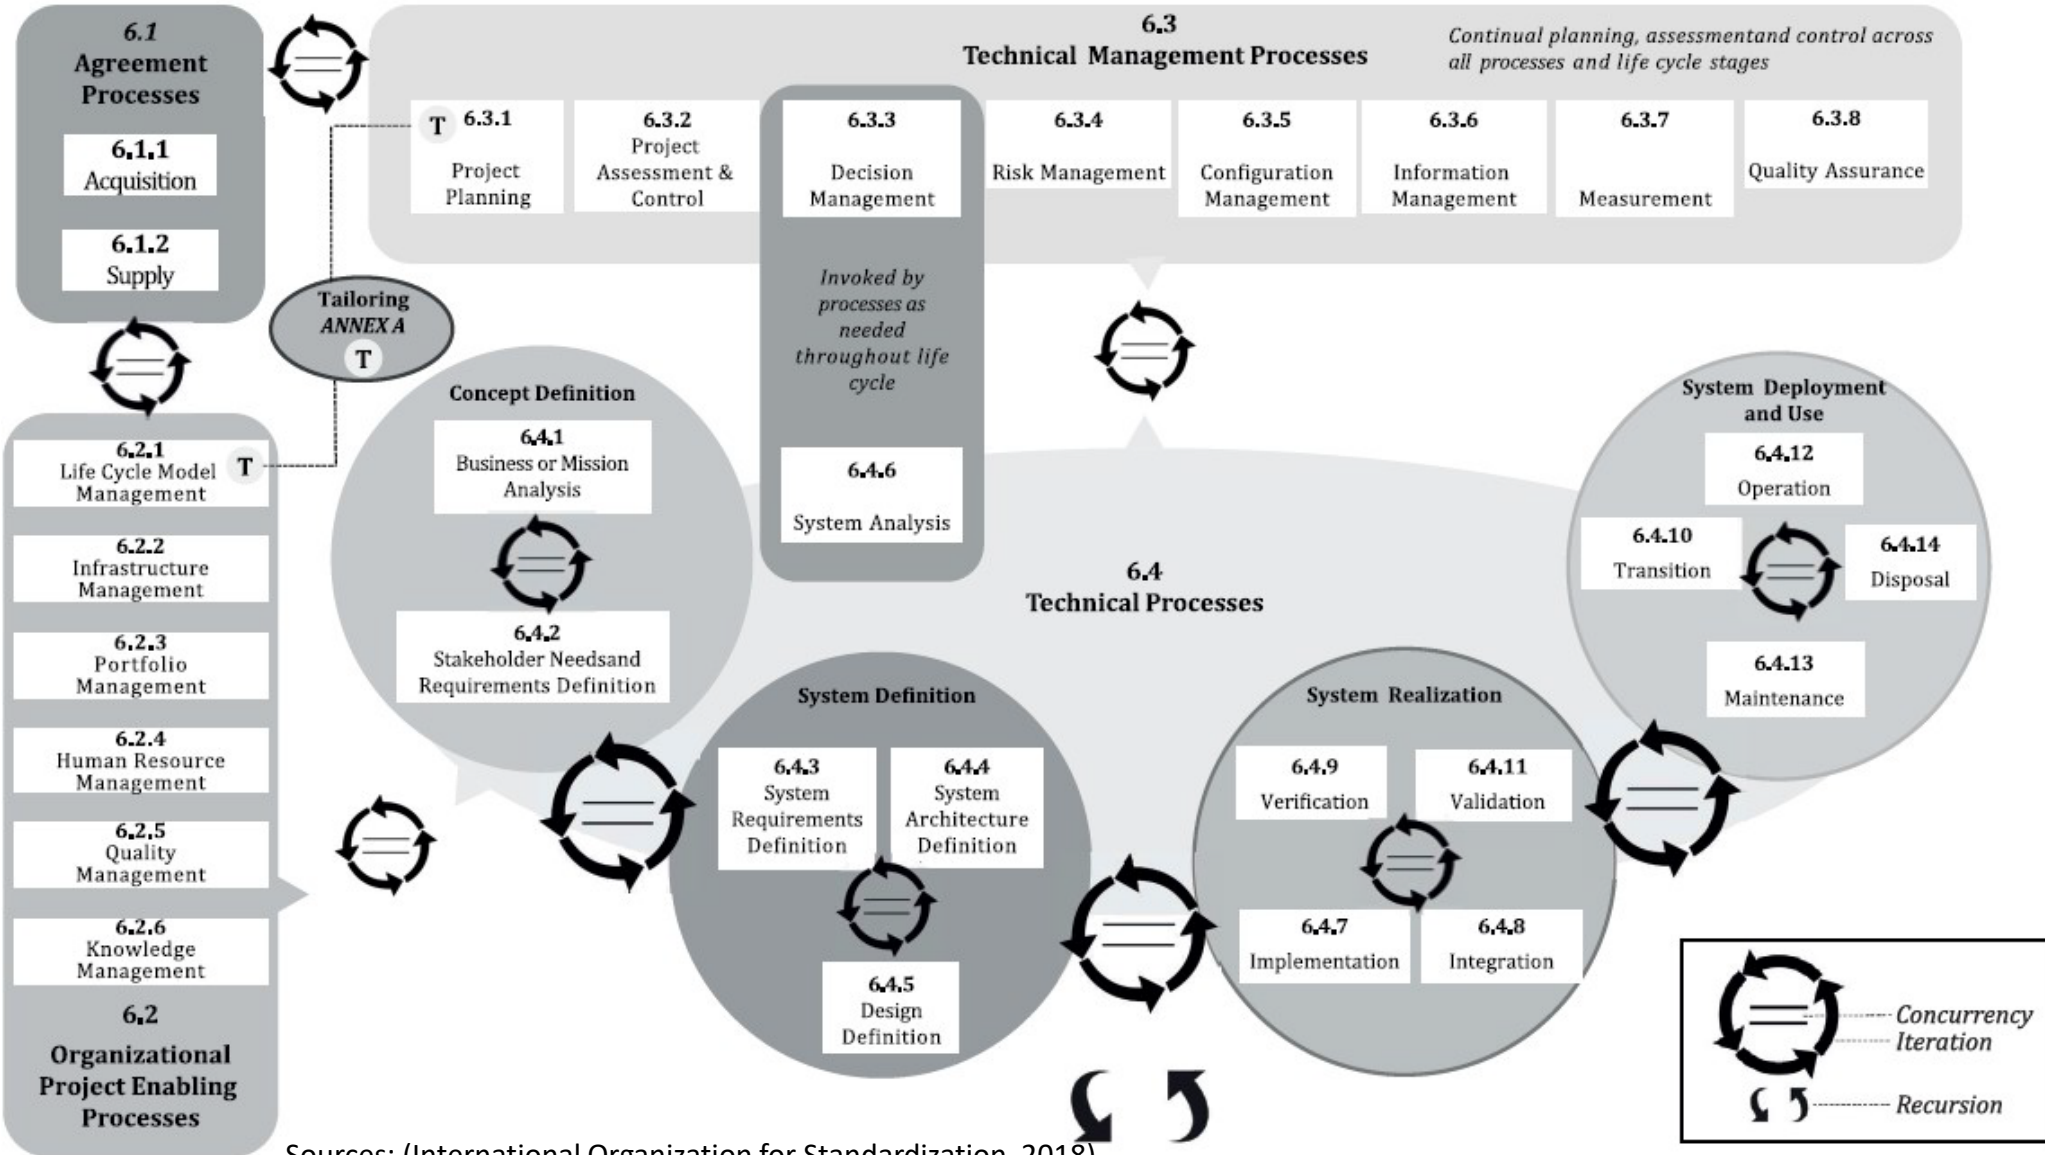 6.1
Agreement
Processes
6.1.1
Acquisition
6.1.2
Supply
6.3
Technical Management Processes
Continual planning, assessmentand control across
all processes and life cycle stages
T
6.3.1
Project
Planning
6.3.2
Project
Assessment &
Control
6.3.3
Decision
Management
6.3.4
Risk Management
6.3.5
Configuration
Management
6.3.6
Information
Management
6.3.7
Measurement
6.3.8
Quality Assurance
Tailoring
ANNEX A
T
Invoked by
processes as
needed
throughout life
cycle
6.4.6
System Analysis
6.2.1
Life Cycle Model
Management
T
6.2.2
Infrastructure
Management
6.2.3
Portfolio
Management
6.2.4
Human Resource
Management
6.2.5
Quality
Management
6.2.6
Knowledge
Management
6.2
Organizational
Project Enabling
Processes
Concept Definition
6.4.1
Business or Mission
Analysis
6.4.2
Stakeholder Needsand
Requirements Definition
6.4
Technical Processes
System Definition
6.4.3
System
Requirements
Definition
6.4.4
System
Architecture
Definition
6.4.5
Design
Definition
System Realization
6.4.9
Verification
6.4.11
Validation
6.4.7
Implementation
6.4.8
Integration
System Deployment
and Use
6.4.12
Operation
6.4.10
Transition
6.4.14
Disposal
6.4.13
Maintenance
Concurrency
Iteration
Recursion
Sources: (International Organization for Standardization, 2018)